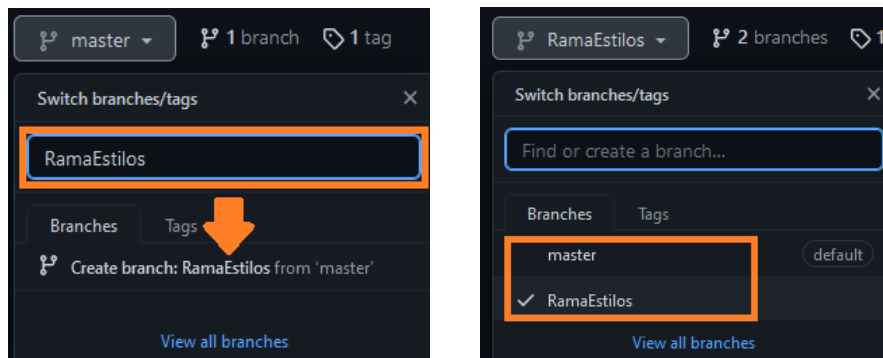 master
1 branch
1 tag
Switch branches/tags
RamaEstilos
Branches
Tags
Create branch: RamaEstilos from 'master'
View all branches
RamaEstilos
2 branches
1
Switch branches/tags
Find or create a branch...
Branches
Tags
master
default
RamaEstilos
View all branches